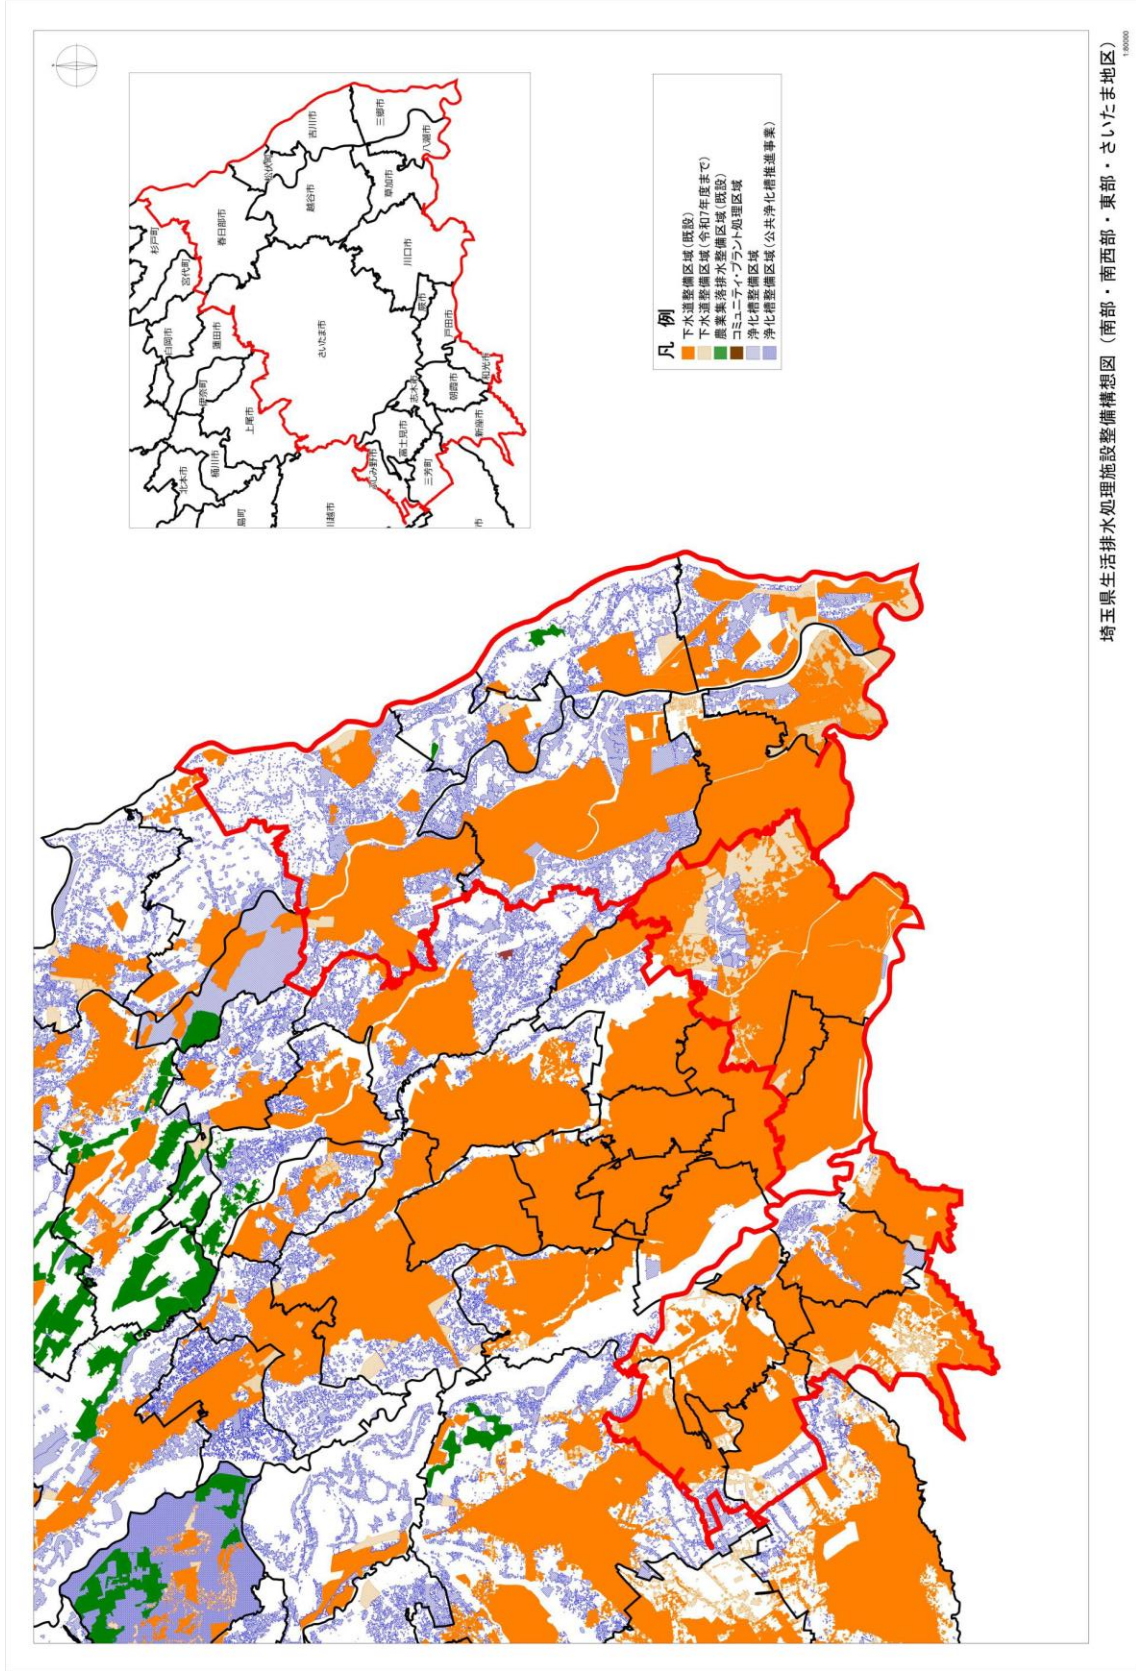 埼玉県生活排水処理施設整備構想図（南部・南西部・東部・さいたま地区）
1:80000
凡 例
下水道整備区域(既設)
下水道整備区域(令和7年度まで)
農業集落排水整備区域(既設)
コミュニティ・プラント処理区域
浄化槽整備区域
浄化槽整備区域(公共浄化槽推進事業)
杉戸町
宮代町
白岡市
蓮田市
伊奈町
上尾市
桶川市
北本市
島町
川越市
春日部市
松伏町
吉川市
越谷市
三郷市
草加市
八潮市
川口市
さいたま市
蕨市
戸田市
志木市
朝霞市
和光市
新座市
富士見市
ふじみ野市
三芳町
市